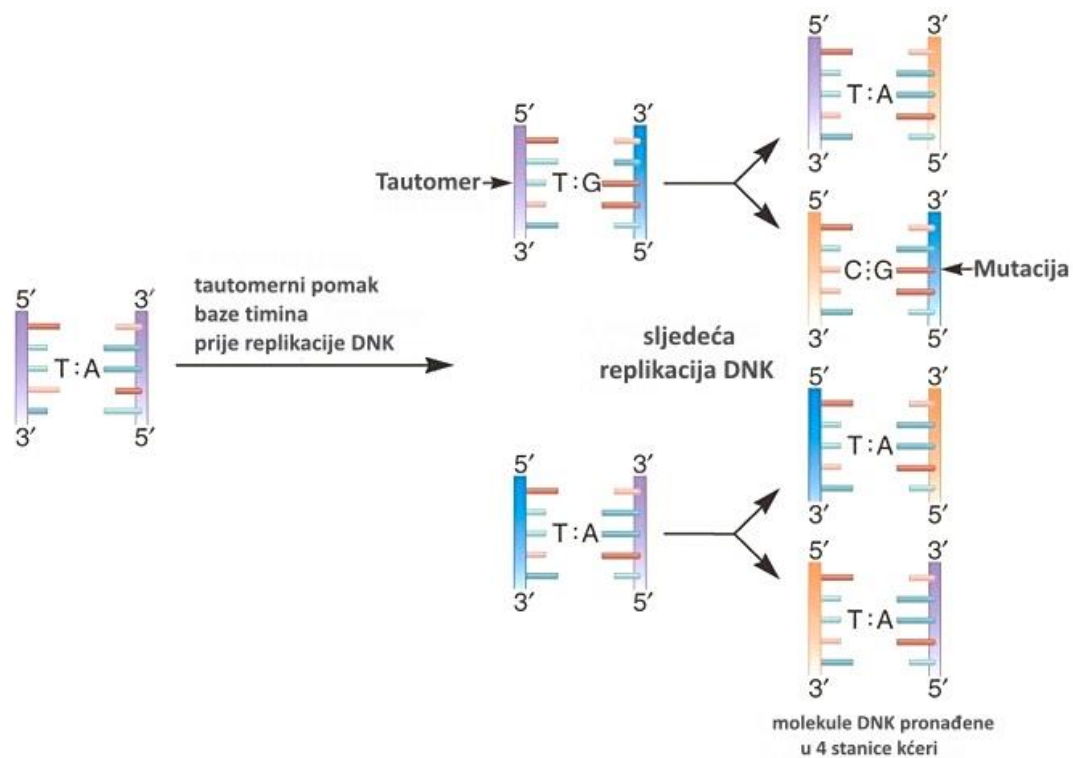 5′ 3′
T:A
3′ 5′
tautomerni pomak
baze timina
prije replikacije DNK
5′ 3′
Tautomer T:G
3′ 5′
5′ 3′
T:A
3′ 5′
sljedeća
replikacija DNK
5′ 3′
T:A
3′ 5′
5′ 3′
C:G Mutacija
3′ 5′
5′ 3′
T:A
3′ 5′
5′ 3′
T:A
3′ 5′
molekule DNK pronađene
u 4 stanice kćeri